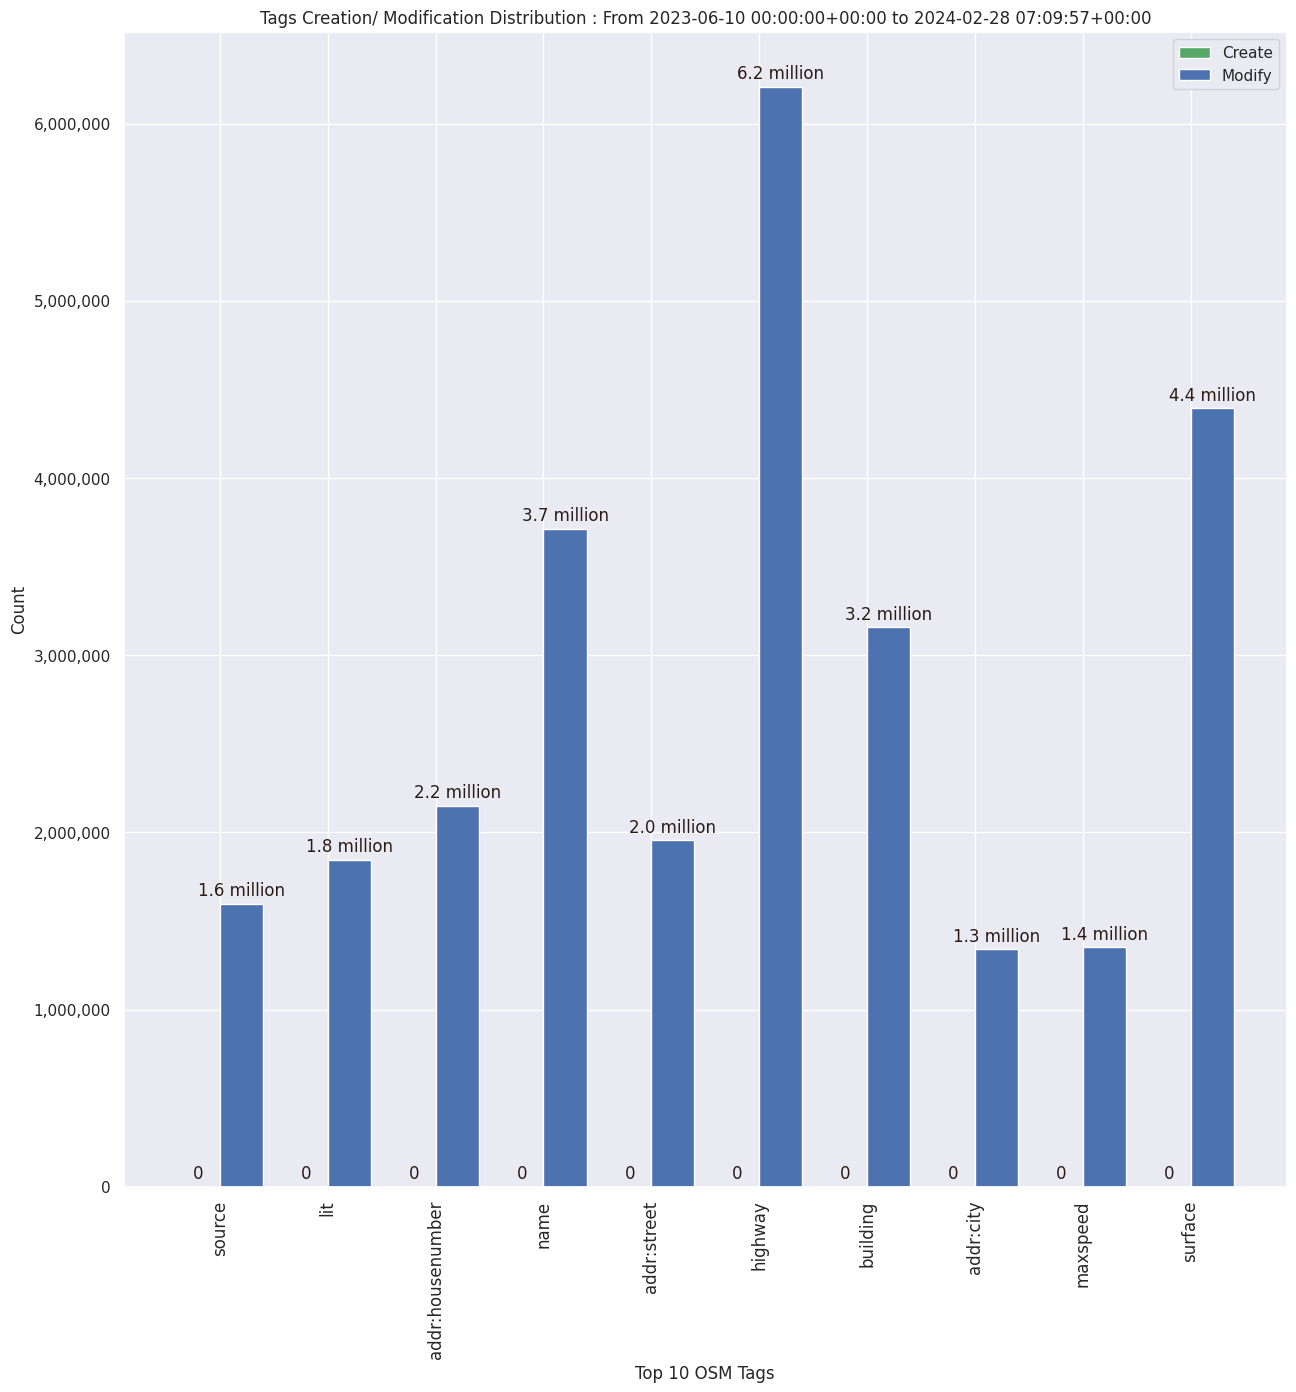 Tags Creation/ Modification Distribution : From 2023-06-10 00:00:00+00:00 to 2024-02-28 07:09:57+00:00
Create
Modify
6.2 million
4.4 million
3.7 million
3.2 million
2.2 million
2.0 million
1.8 million
1.6 million
1.3 million
1.4 million
0 0 0 0 0 0 0 0 0 0
6,000,000
5,000,000
4,000,000
3,000,000
2,000,000
1,000,000
0
Count
source
lit
addr:housenumber
name
addr:street
highway
building
addr:city
maxspeed
surface
Top 10 OSM Tags